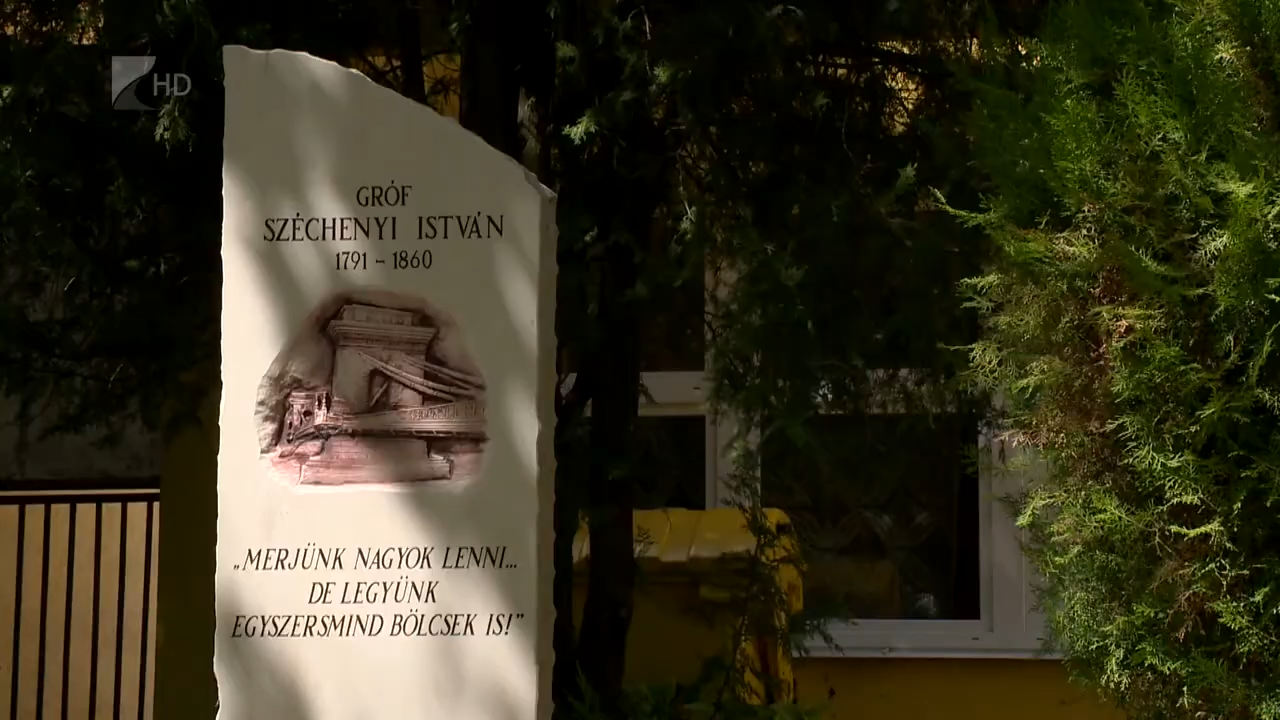 HD
GRÓF
SZÉCHENYI ISTVÁN
1791 - 1860
„MERJÜNK NAGYOK LENNI...
DE LEGYÜNK
EGYSZERSMIND BÖLCSEK IS!"